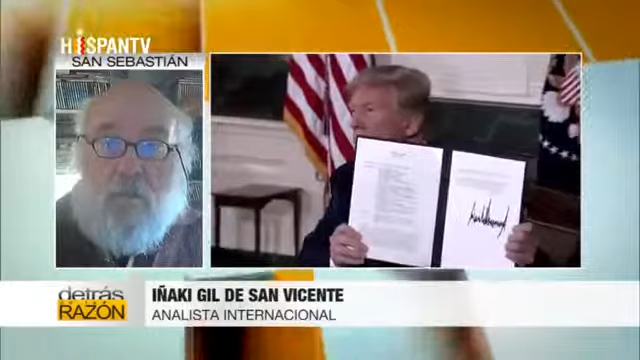 HISPANTV
SAN SEBASTIÁN
detrás
RAZÓN
IÑAKI GIL DE SAN VICENTE
ANALISTA INTERNACIONAL